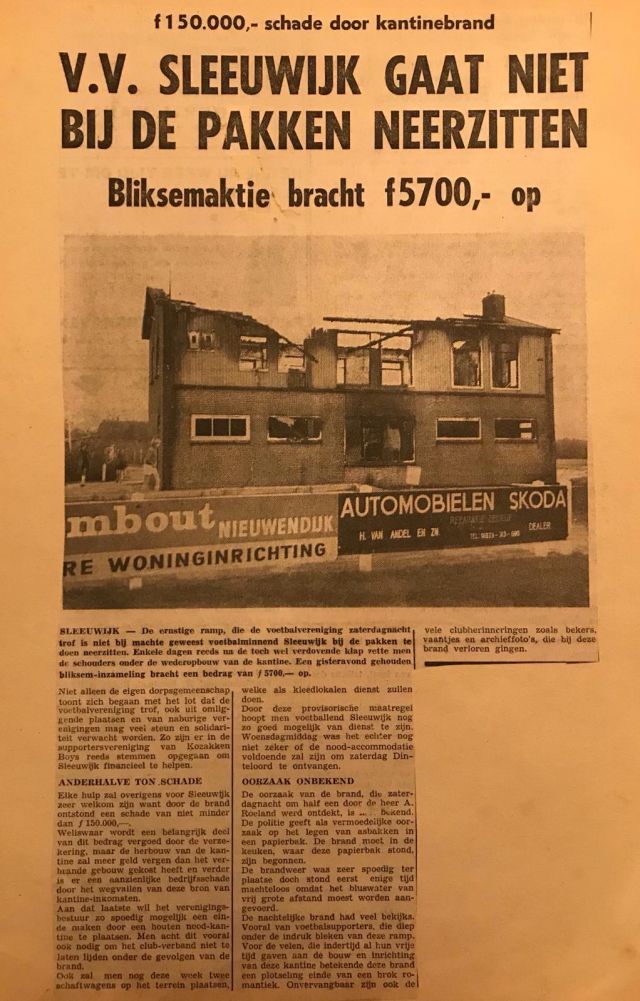 f 150.000,- schade door kantinebrand
V.V. SLEEUWIJK GAAT NIET
BIJ DE PAKKEN NEERZITTEN
Bliksemaktie bracht f 5700,- op
mbout NIEUWENDIJK
RE WONINGINRICHTING
AUTOMOBIELEN SKODA
REPARATIE-BEDRIJF
H. VAN ANDEL EN ZN. DEALER
SLEEUWIJK — De ernstige ramp, die de voetbalvereniging zaterdagnacht
trof is niet bij machte geweest voetbalminnend Sleeuwijk bij de pakken te
doen neerzitten. Enkele dagen reeds na de toch wel verdovende klap zette men
de schouders onder de wederopbouw van de kantine. Een gisteravond gehouden
bliksem-inzameling bracht een bedrag van ƒ 5700,— op.
Niet alleen de eigen dorpsgemeenschap
toont zich begaan met het lot dat de
voetbalvereniging trof, ook uit omlig-
gende plaatsen en van naburige ver-
enigingen mag veel steun en solidari-
teit verwacht worden. Zo zijn er in de
supportersvereniging van Kozakken
Boys reeds stemmen opgegaan om
Sleeuwijk financieel te helpen.
ANDERHALVE TON SCHADE
Elke hulp zal overigens voor Sleeuwijk
zeer welkom zijn want door de brand
ontstond een schade van niet minder
dan ƒ 150.000,—.
Weliswaar wordt een belangrijk deel
van dit bedrag vergoed door de verze-
kering, maar de herbouw van de kan-
tine zal meer geld vergen dan het ver-
brande gebouw gekost heeft en verder
is er een aanzienlijke bedrijfsschade
door het wegvallen van deze bron van
kantine-inkomsten.
Aan dat laatste wil het verenigings-
bestuur zo spoedig mogelijk een ein-
de maken door een houten nood-kan-
tine te plaatsen. Men acht dit vooral
ook nodig om het club-verband niet te
laten lijden onder de gevolgen van de
brand.
Ook zal men nog deze week twee
schaftwagens op het terrein plaatsen,
welke als kleedlokalen dienst zullen
doen.
Door deze provisorische maatregel
hoopt men voetballend Sleeuwijk nog
zo goed mogelijk van dienst te zijn.
Woensdagmiddag was het echter nog
niet zeker of de nood-accommodatie
voldoende zal zijn om zaterdag Din-
teloord te ontvangen.
OORZAAK ONBEKEND
De oorzaak van de brand, die zater-
dagnacht om half een door de heer A.
Roeland werd ontdekt, is bekend.
De politie geeft als vermoedelijke oor-
zaak op het legen van asbakken in
een papierbak. De brand moet in de
keuken, waar deze papierbak stond,
zijn begonnen.
De brandweer was zeer spoedig ter
plaatse doch stond eerst enige tijd
machteloos omdat het bluswater van
vrij grote afstand moest worden aan-
gevoerd.
De nachtelijke brand had veel bekijks.
Vooral van voetbalsupporters, die diep
onder de indruk bleken van deze ramp.
Voor de velen, die indertijd al hun vrije
tijd gaven aan de bouw en inrichting
van deze kantine betekende deze brand
een plotseling einde van een brok ro-
mantiek. Onvervangbaar zijn ook de
vele clubherinneringen zoals bekers,
vaantjes en archieffoto's, die bij deze
brand verloren gingen.